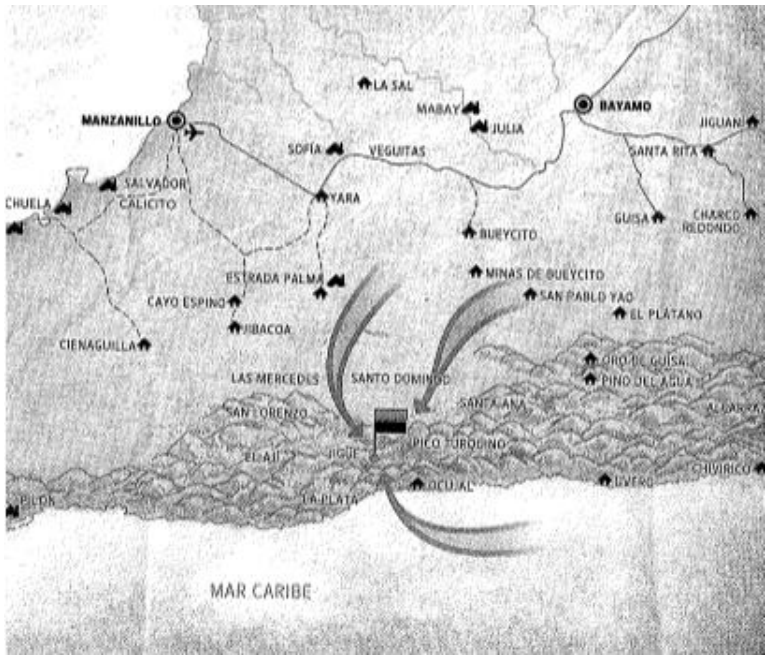 LA SAL
MABAY
BAYAMO
MANZANILLO
JULIA
JIGUANI
SOFÍA
VEGUITAS
SANTA RITA
SALVADOR
CALICITO
YARA
CHUELA
GUISA
CHARCO
REDONDO
BUEYCITO
ESTRADA PALMA
MINAS DE BUEYCITO
CAYO ESPINO
SAN PABLO YAO
EL PLÁTANO
JIBACOA
CIENAGUILLA
ORO DE GUISA
LAS MERCEDES
SANTO DOMINGO
PINO DEL AGUA
SAN LORENZO
SANTA ANA
PICO TURQUINO
EL AJÍ
JIGUE
CHIVIRICO
OCUJAL
UVERO
LA PLATA
PILON
MAR CARIBE